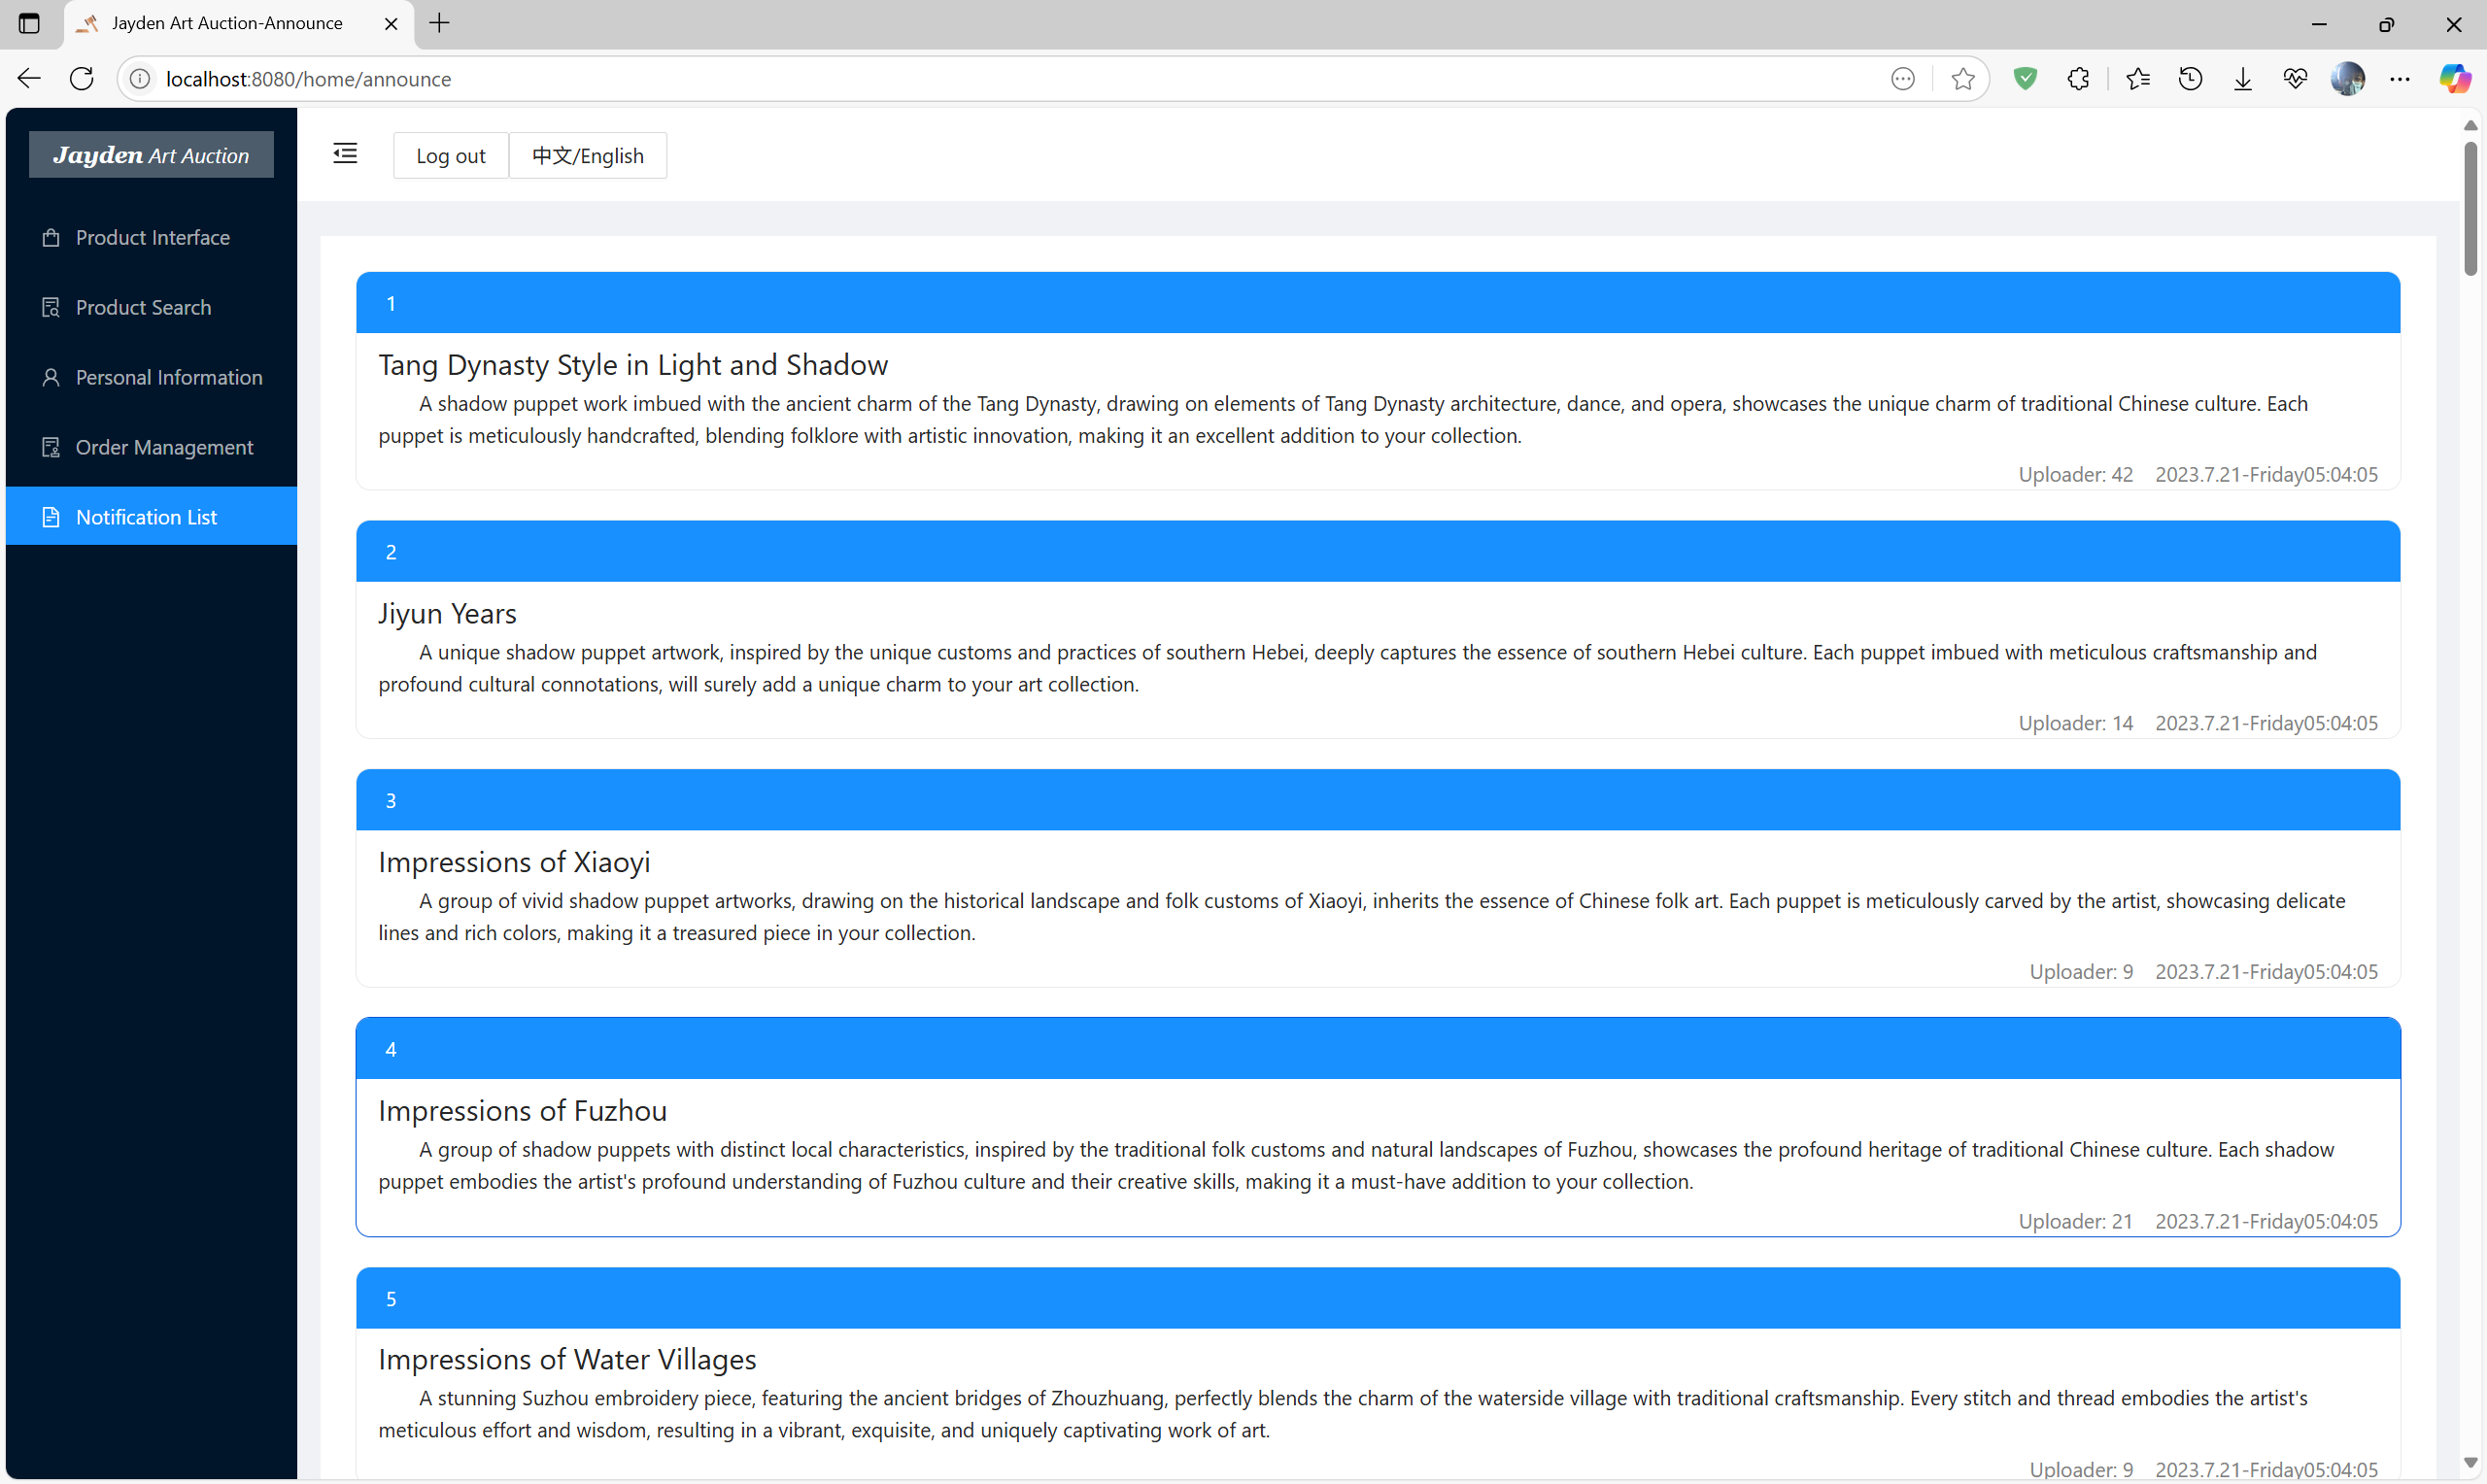 Jayden Art Auction-Announce
localhost:8080/home/announce
Jayden Art Auction
Log out
中文/English
Product Interface
Product Search
Personal Information
Order Management
Notification List
1
Tang Dynasty Style in Light and Shadow
A shadow puppet work imbued with the ancient charm of the Tang Dynasty, drawing on elements of Tang Dynasty architecture, dance, and opera, showcases the unique charm of traditional Chinese culture. Each
puppet is meticulously handcrafted, blending folklore with artistic innovation, making it an excellent addition to your collection.
Uploader: 42 2023.7.21-Friday05:04:05
2
Jiyun Years
A unique shadow puppet artwork, inspired by the unique customs and practices of southern Hebei, deeply captures the essence of southern Hebei culture. Each puppet imbued with meticulous craftsmanship and
profound cultural connotations, will surely add a unique charm to your art collection.
Uploader: 14 2023.7.21-Friday05:04:05
3
Impressions of Xiaoyi
A group of vivid shadow puppet artworks, drawing on the historical landscape and folk customs of Xiaoyi, inherits the essence of Chinese folk art. Each puppet is meticulously carved by the artist, showcasing delicate
lines and rich colors, making it a treasured piece in your collection.
Uploader: 9 2023.7.21-Friday05:04:05
4
Impressions of Fuzhou
A group of shadow puppets with distinct local characteristics, inspired by the traditional folk customs and natural landscapes of Fuzhou, showcases the profound heritage of traditional Chinese culture. Each shadow
puppet embodies the artist's profound understanding of Fuzhou culture and their creative skills, making it a must-have addition to your collection.
Uploader: 21 2023.7.21-Friday05:04:05
5
Impressions of Water Villages
A stunning Suzhou embroidery piece, featuring the ancient bridges of Zhouzhuang, perfectly blends the charm of the waterside village with traditional craftsmanship. Every stitch and thread embodies the artist's
meticulous effort and wisdom, resulting in a vibrant, exquisite, and uniquely captivating work of art.
Uploader: 9 2023.7.21-Friday05:04:05